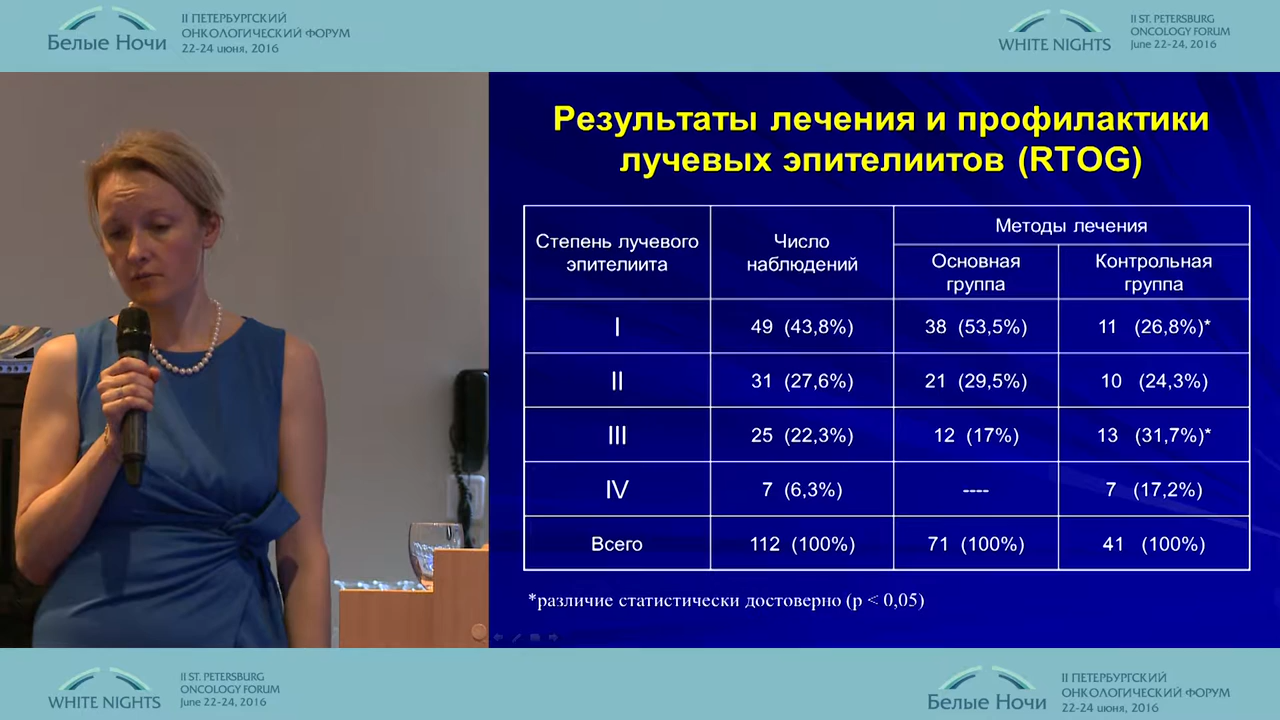 II ПЕТЕРБУРГСКИЙ
ОНКОЛОГИЧЕСКИЙ ФОРУМ
Белые Ночи
22-24 июня, 2016
II ST. PETERSBURG
ONCOLOGY FORUM
WHITE NIGHTS
June 22-24, 2016
Результаты лечения и профилактики
лучевых эпителиитов (RTOG)
Степень лучевого
эпителиита
Число
наблюдений
Методы лечения
Основная
группа
Контрольная
группа
I
49 (43,8%)
38 (53,5%)
11 (26,8%)*
II
31 (27,6%)
21 (29,5%)
10 (24,3%)
III
25 (22,3%)
12 (17%)
13 (31,7%)*
IV
7 (6,3%)
----
7 (17,2%)
Всего
112 (100%)
71 (100%)
41 (100%)
*различие статистически достоверно (p < 0,05)
II ST. PETERSBURG
ONCOLOGY FORUM
WHITE NIGHTS
June 22-24, 2016
II ПЕТЕРБУРГСКИЙ
ОНКОЛОГИЧЕСКИЙ ФОРУМ
Белые Ночи
22-24 июня, 2016